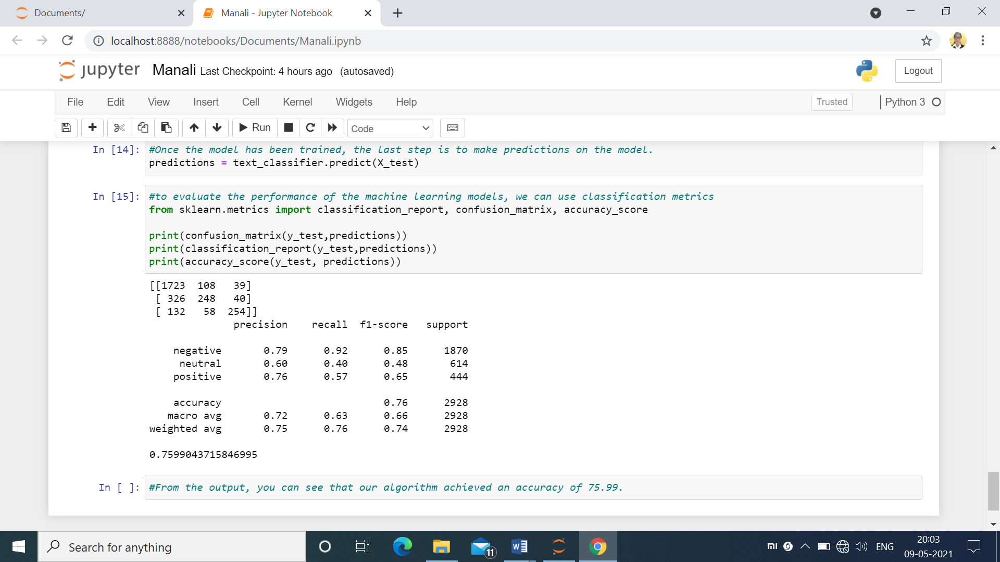 Documents/
Manali - Jupyter Notebook
localhost:8888/notebooks/Documents/Manali.ipynb
jupyter Manali Last Checkpoint: 4 hours ago (autosaved)
Logout
File Edit View Insert Cell Kernel Widgets Help
Trusted
Python 3
Run
Code
In [14]: #Once the model has been trained, the last step is to make predictions on the model.
predictions = text_classifier.predict(X_test)
In [15]: #to evaluate the performance of the machine learning models, we can use classification metrics
from sklearn.metrics import classification_report, confusion_matrix, accuracy_score
print(confusion_matrix(y_test,predictions))
print(classification_report(y_test,predictions))
print(accuracy_score(y_test, predictions))
[[1723 108 39]
[ 326 248 40]
[ 132 58 254]]
precision recall f1-score support
negative 0.79 0.92 0.85 1870
neutral 0.60 0.40 0.48 614
positive 0.76 0.57 0.65 444
accuracy 0.76 2928
macro avg 0.72 0.63 0.66 2928
weighted avg 0.75 0.76 0.74 2928
0.7599043715846995
In [ ]: #From the output, you can see that our algorithm achieved an accuracy of 75.99.
Search for anything
11
W
mi
ENG
20:03
09-05-2021